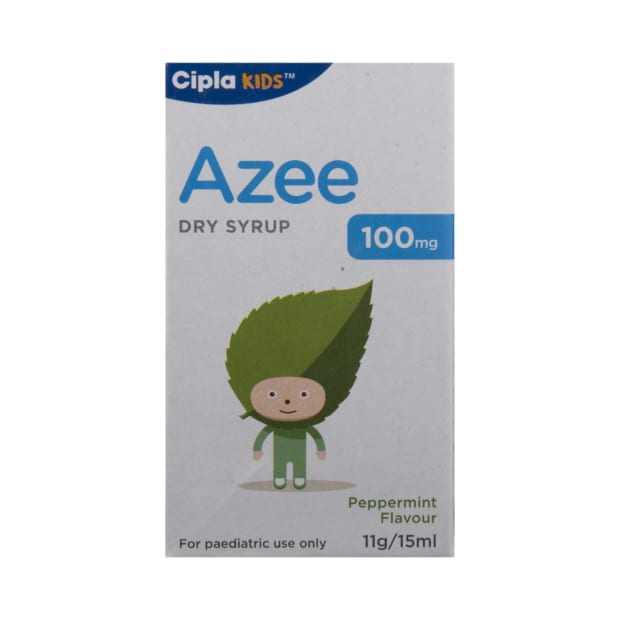 Cipla KIDS™
Azee
DRY SYRUP
100mg
Peppermint
Flavour
For paediatric use only
11g/15ml